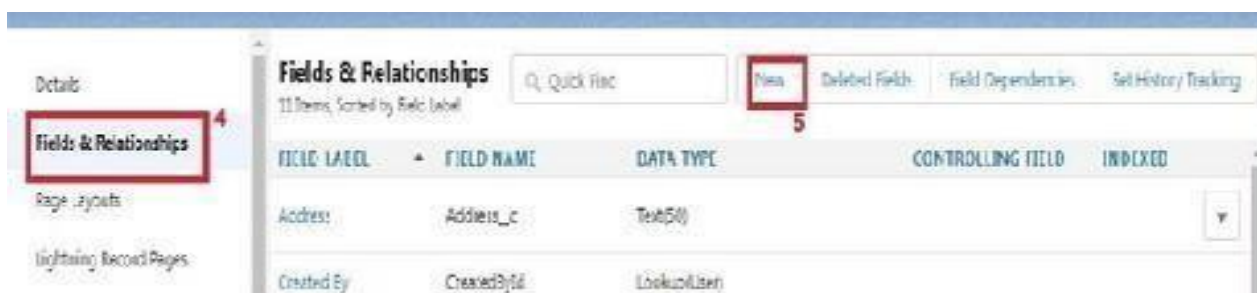 Details
Fields & Relationships
4
Page Layouts
Lightning Record Pages
Fields & Relationships
11 Items, Sorted by Field Label
Quick Find
New
Deleted Fields
Field Dependencies
Set History Tracking
5
FIELD LABEL FIELD NAME DATA TYPE CONTROLLING FIELD INDEXED
Address Address_c Text(50)
Created By CreatedById Lookup(User)